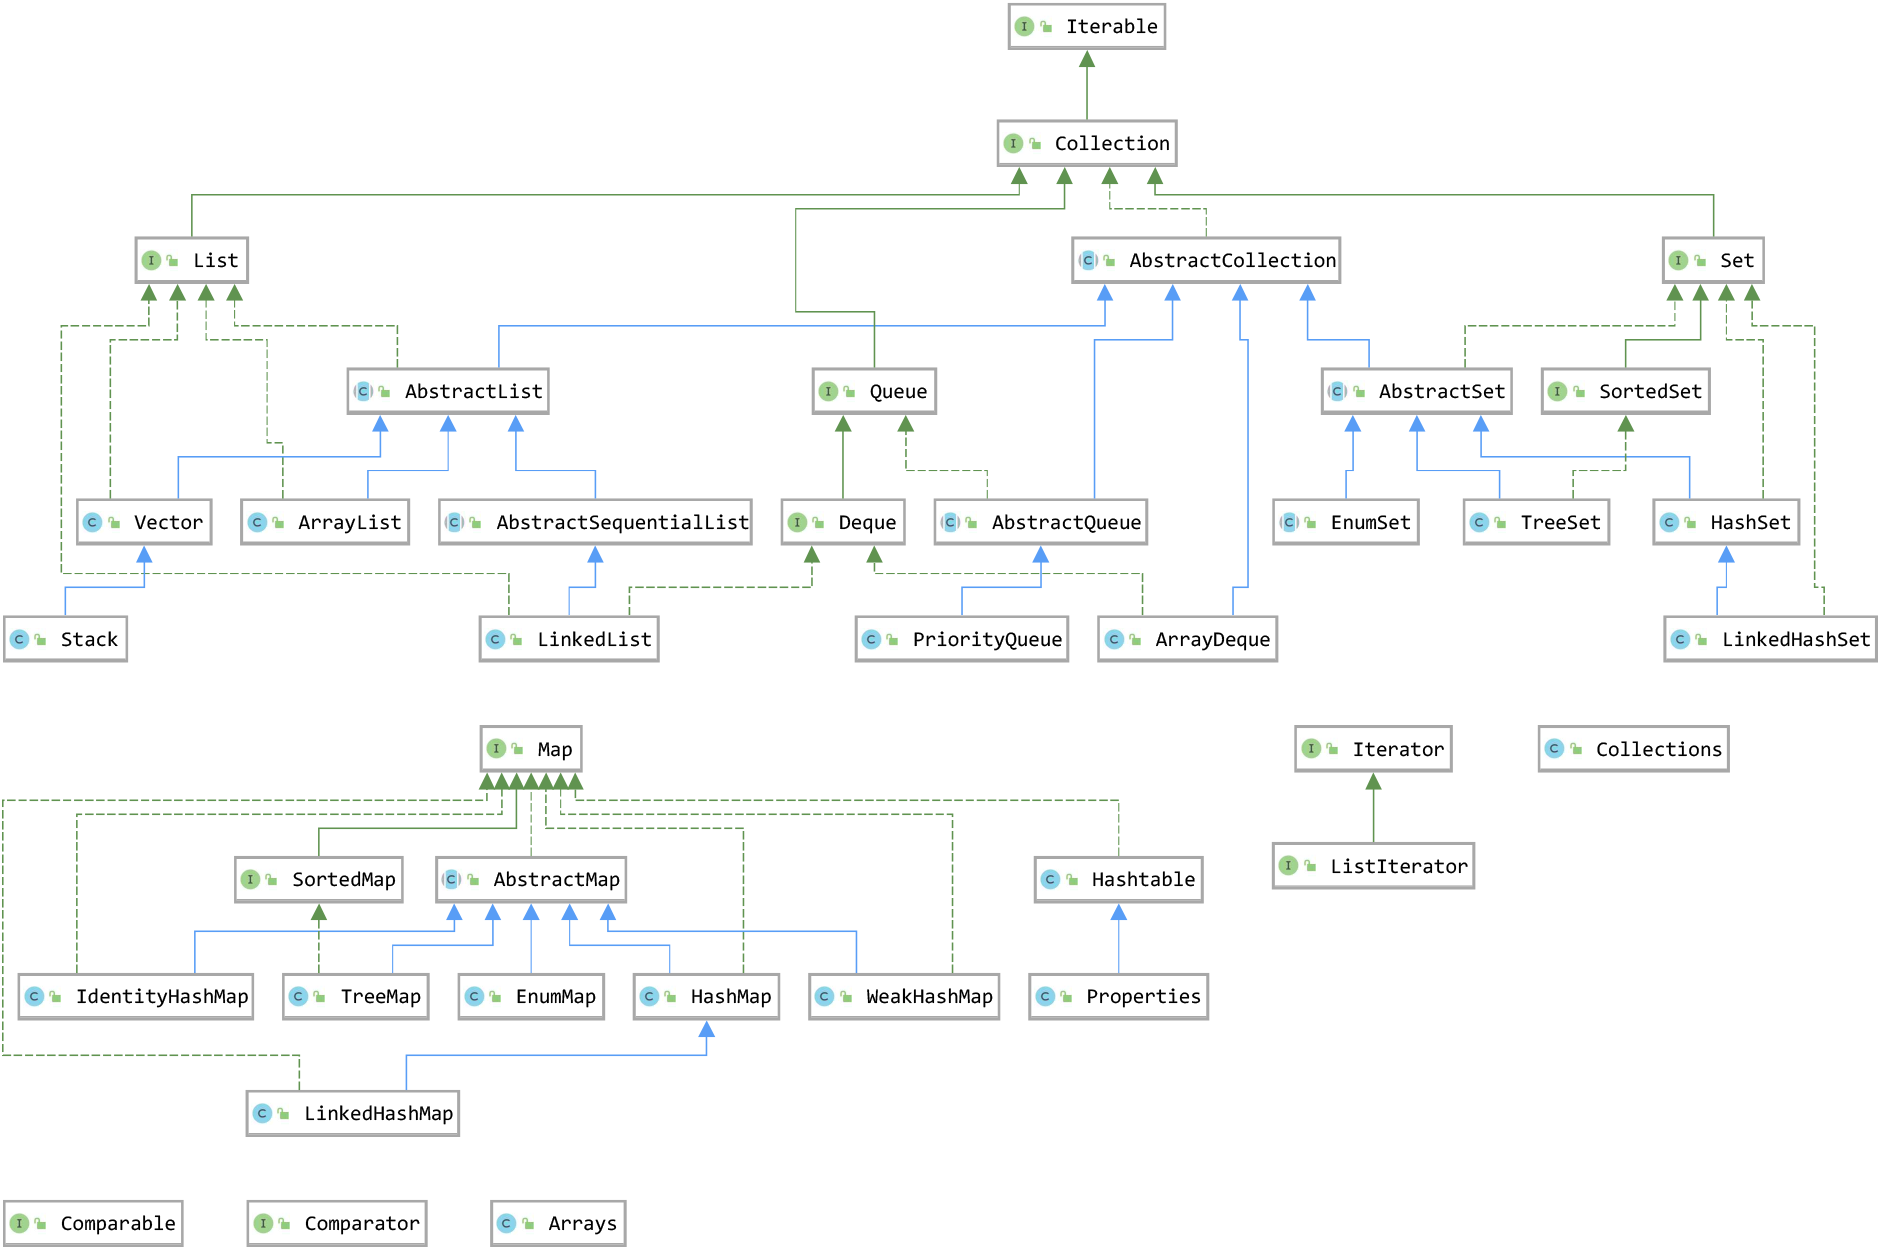 I Iterable
I Collection
I List
C AbstractCollection
I Set
C AbstractList
I Queue
C AbstractSet
I SortedSet
C Vector
C ArrayList
C AbstractSequentialList
I Deque
C AbstractQueue
C EnumSet
C TreeSet
C HashSet
C Stack
C LinkedList
C PriorityQueue
C ArrayDeque
C LinkedHashSet
I Map
I Iterator
C Collections
I SortedMap
C AbstractMap
C Hashtable
I ListIterator
C IdentityHashMap
C TreeMap
C EnumMap
C HashMap
C WeakHashMap
C Properties
C LinkedHashMap
I Comparable
I Comparator
C Arrays